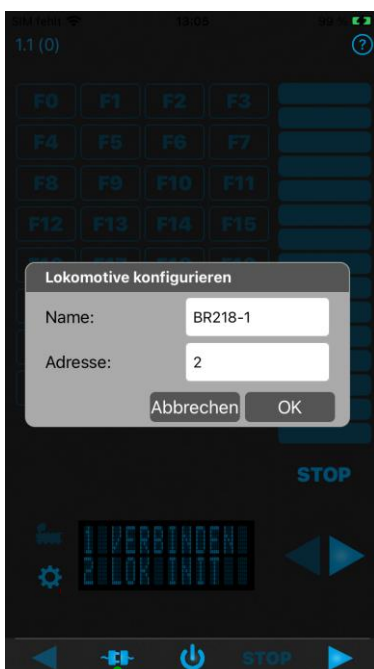 SIM fehlt 13:05 99 %
1.1 (0)
?
F0 F1 F2 F3
F4 F5 F6 F7
F8 F9 F10 F11
F12 F13 F14 F15
Lokomotive konfigurieren
Name: BR218-1
Adresse: 2
Abbrechen OK
STOP
1 VERBINDEN
2 LOK INIT
STOP